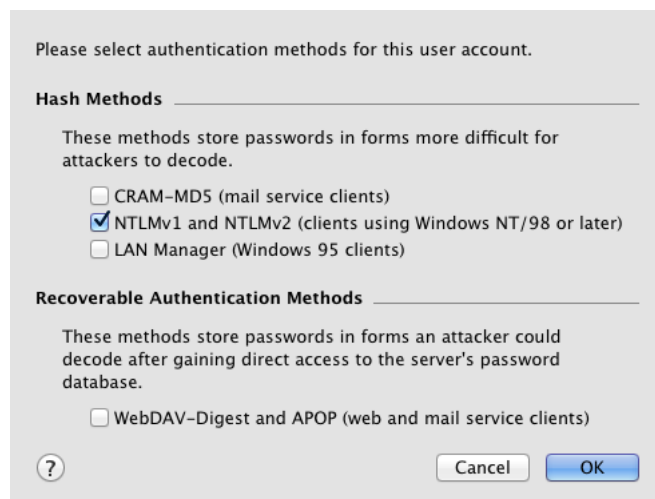 Please select authentication methods for this user account.
Hash Methods
These methods store passwords in forms more difficult for
attackers to decode.
CRAM-MD5 (mail service clients)
NTLMv1 and NTLMv2 (clients using Windows NT/98 or later)
LAN Manager (Windows 95 clients)
Recoverable Authentication Methods
These methods store passwords in forms an attacker could
decode after gaining direct access to the server's password
database.
WebDAV-Digest and APOP (web and mail service clients)
? Cancel OK